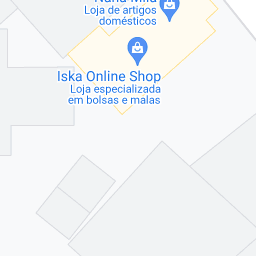 Loja de artigos
domésticos
Iska Online Shop
Loja especializada
em bolsas e malas